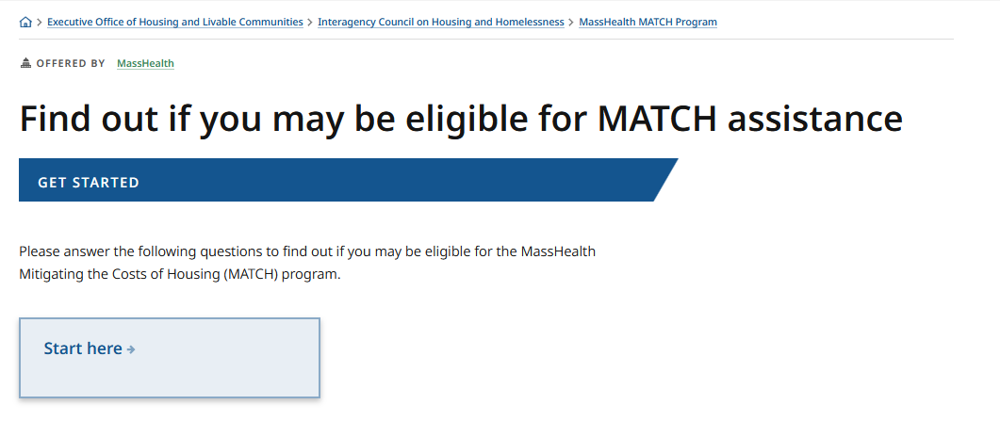 Executive Office of Housing and Livable Communities > Interagency Council on Housing and Homelessness > MassHealth MATCH Program
OFFERED BY MassHealth
Find out if you may be eligible for MATCH assistance
GET STARTED
Please answer the following questions to find out if you may be eligible for the MassHealth
Mitigating the Costs of Housing (MATCH) program.
Start here →